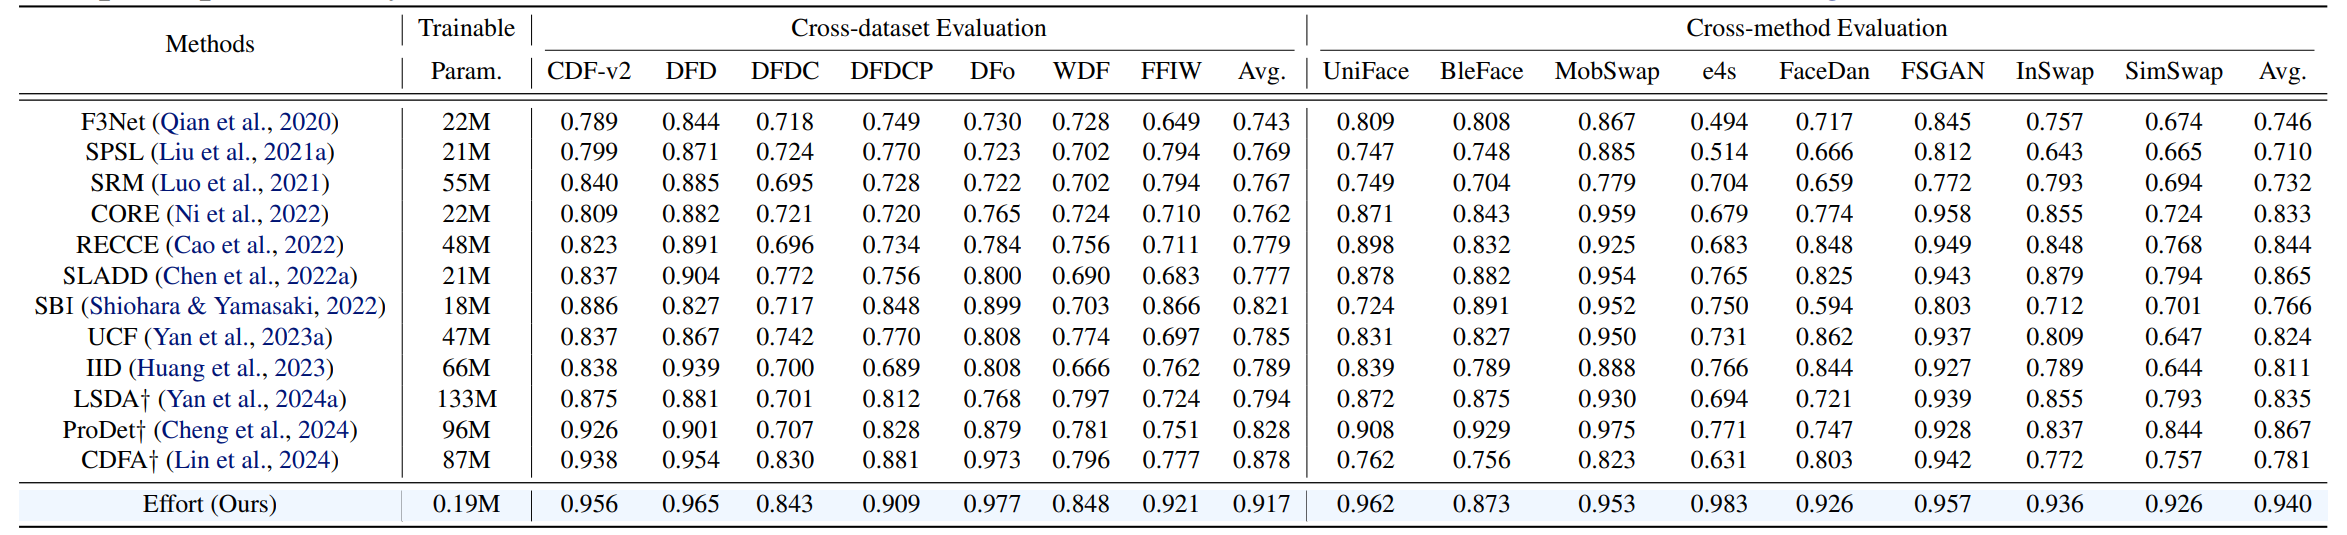 Methods Trainable Param. Cross-dataset Evaluation Cross-method Evaluation
CDF-v2 DFD DFDC DFDCP DFo WDF FFIW Avg. UniFace BleFace MobSwap e4s FaceDan FSGAN InSwap SimSwap Avg.
F3Net (Qian et al., 2020) 22M 0.789 0.844 0.718 0.749 0.730 0.728 0.649 0.743 0.809 0.808 0.867 0.494 0.717 0.845 0.757 0.674 0.746
SPSL (Liu et al., 2021a) 21M 0.799 0.871 0.724 0.770 0.723 0.702 0.794 0.769 0.747 0.748 0.885 0.514 0.666 0.812 0.643 0.665 0.710
SRM (Luo et al., 2021) 55M 0.840 0.885 0.695 0.728 0.722 0.702 0.794 0.767 0.749 0.704 0.779 0.704 0.659 0.772 0.793 0.694 0.732
CORE (Ni et al., 2022) 22M 0.809 0.882 0.721 0.720 0.765 0.724 0.710 0.762 0.871 0.843 0.959 0.679 0.774 0.958 0.855 0.724 0.833
RECCE (Cao et al., 2022) 48M 0.823 0.891 0.696 0.734 0.784 0.756 0.711 0.779 0.898 0.832 0.925 0.683 0.848 0.949 0.848 0.768 0.844
SLADD (Chen et al., 2022a) 21M 0.837 0.904 0.772 0.756 0.800 0.690 0.683 0.777 0.878 0.882 0.954 0.765 0.825 0.943 0.879 0.794 0.865
SBI (Shiohara & Yamasaki, 2022) 18M 0.886 0.827 0.717 0.848 0.899 0.703 0.866 0.821 0.724 0.891 0.952 0.750 0.594 0.803 0.712 0.701 0.766
UCF (Yan et al., 2023a) 47M 0.837 0.867 0.742 0.770 0.808 0.774 0.697 0.785 0.831 0.827 0.950 0.731 0.862 0.937 0.809 0.647 0.824
IID (Huang et al., 2023) 66M 0.838 0.939 0.700 0.689 0.808 0.666 0.762 0.789 0.839 0.789 0.888 0.766 0.844 0.927 0.789 0.644 0.811
LSDA† (Yan et al., 2024a) 133M 0.875 0.881 0.701 0.812 0.768 0.797 0.724 0.794 0.872 0.875 0.930 0.694 0.721 0.939 0.855 0.793 0.835
ProDet† (Cheng et al., 2024) 96M 0.926 0.901 0.707 0.828 0.879 0.781 0.751 0.828 0.908 0.929 0.975 0.771 0.747 0.928 0.837 0.844 0.867
CDFA† (Lin et al., 2024) 87M 0.938 0.954 0.830 0.881 0.973 0.796 0.777 0.878 0.762 0.756 0.823 0.631 0.803 0.942 0.772 0.757 0.781
Effort (Ours) 0.19M 0.956 0.965 0.843 0.909 0.977 0.848 0.921 0.917 0.962 0.873 0.953 0.983 0.926 0.957 0.936 0.926 0.940